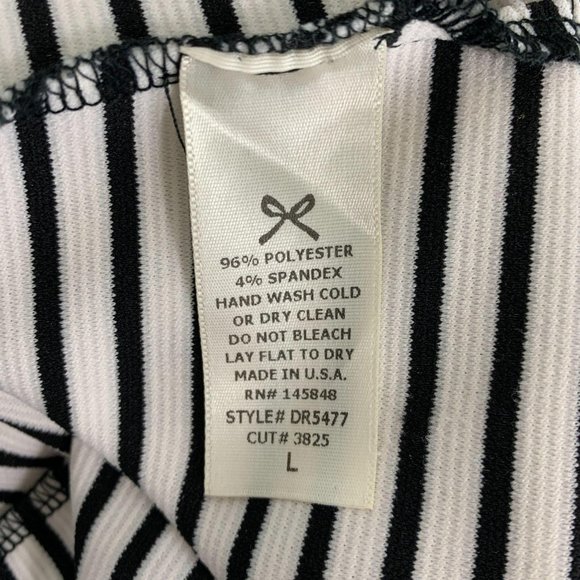 96% POLYESTER
4% SPANDEX
HAND WASH COLD
OR DRY CLEAN
DO NOT BLEACH
LAY FLAT TO DRY
MADE IN U.S.A.
RN# 145848
STYLE# DR5477
CUT# 3825
L